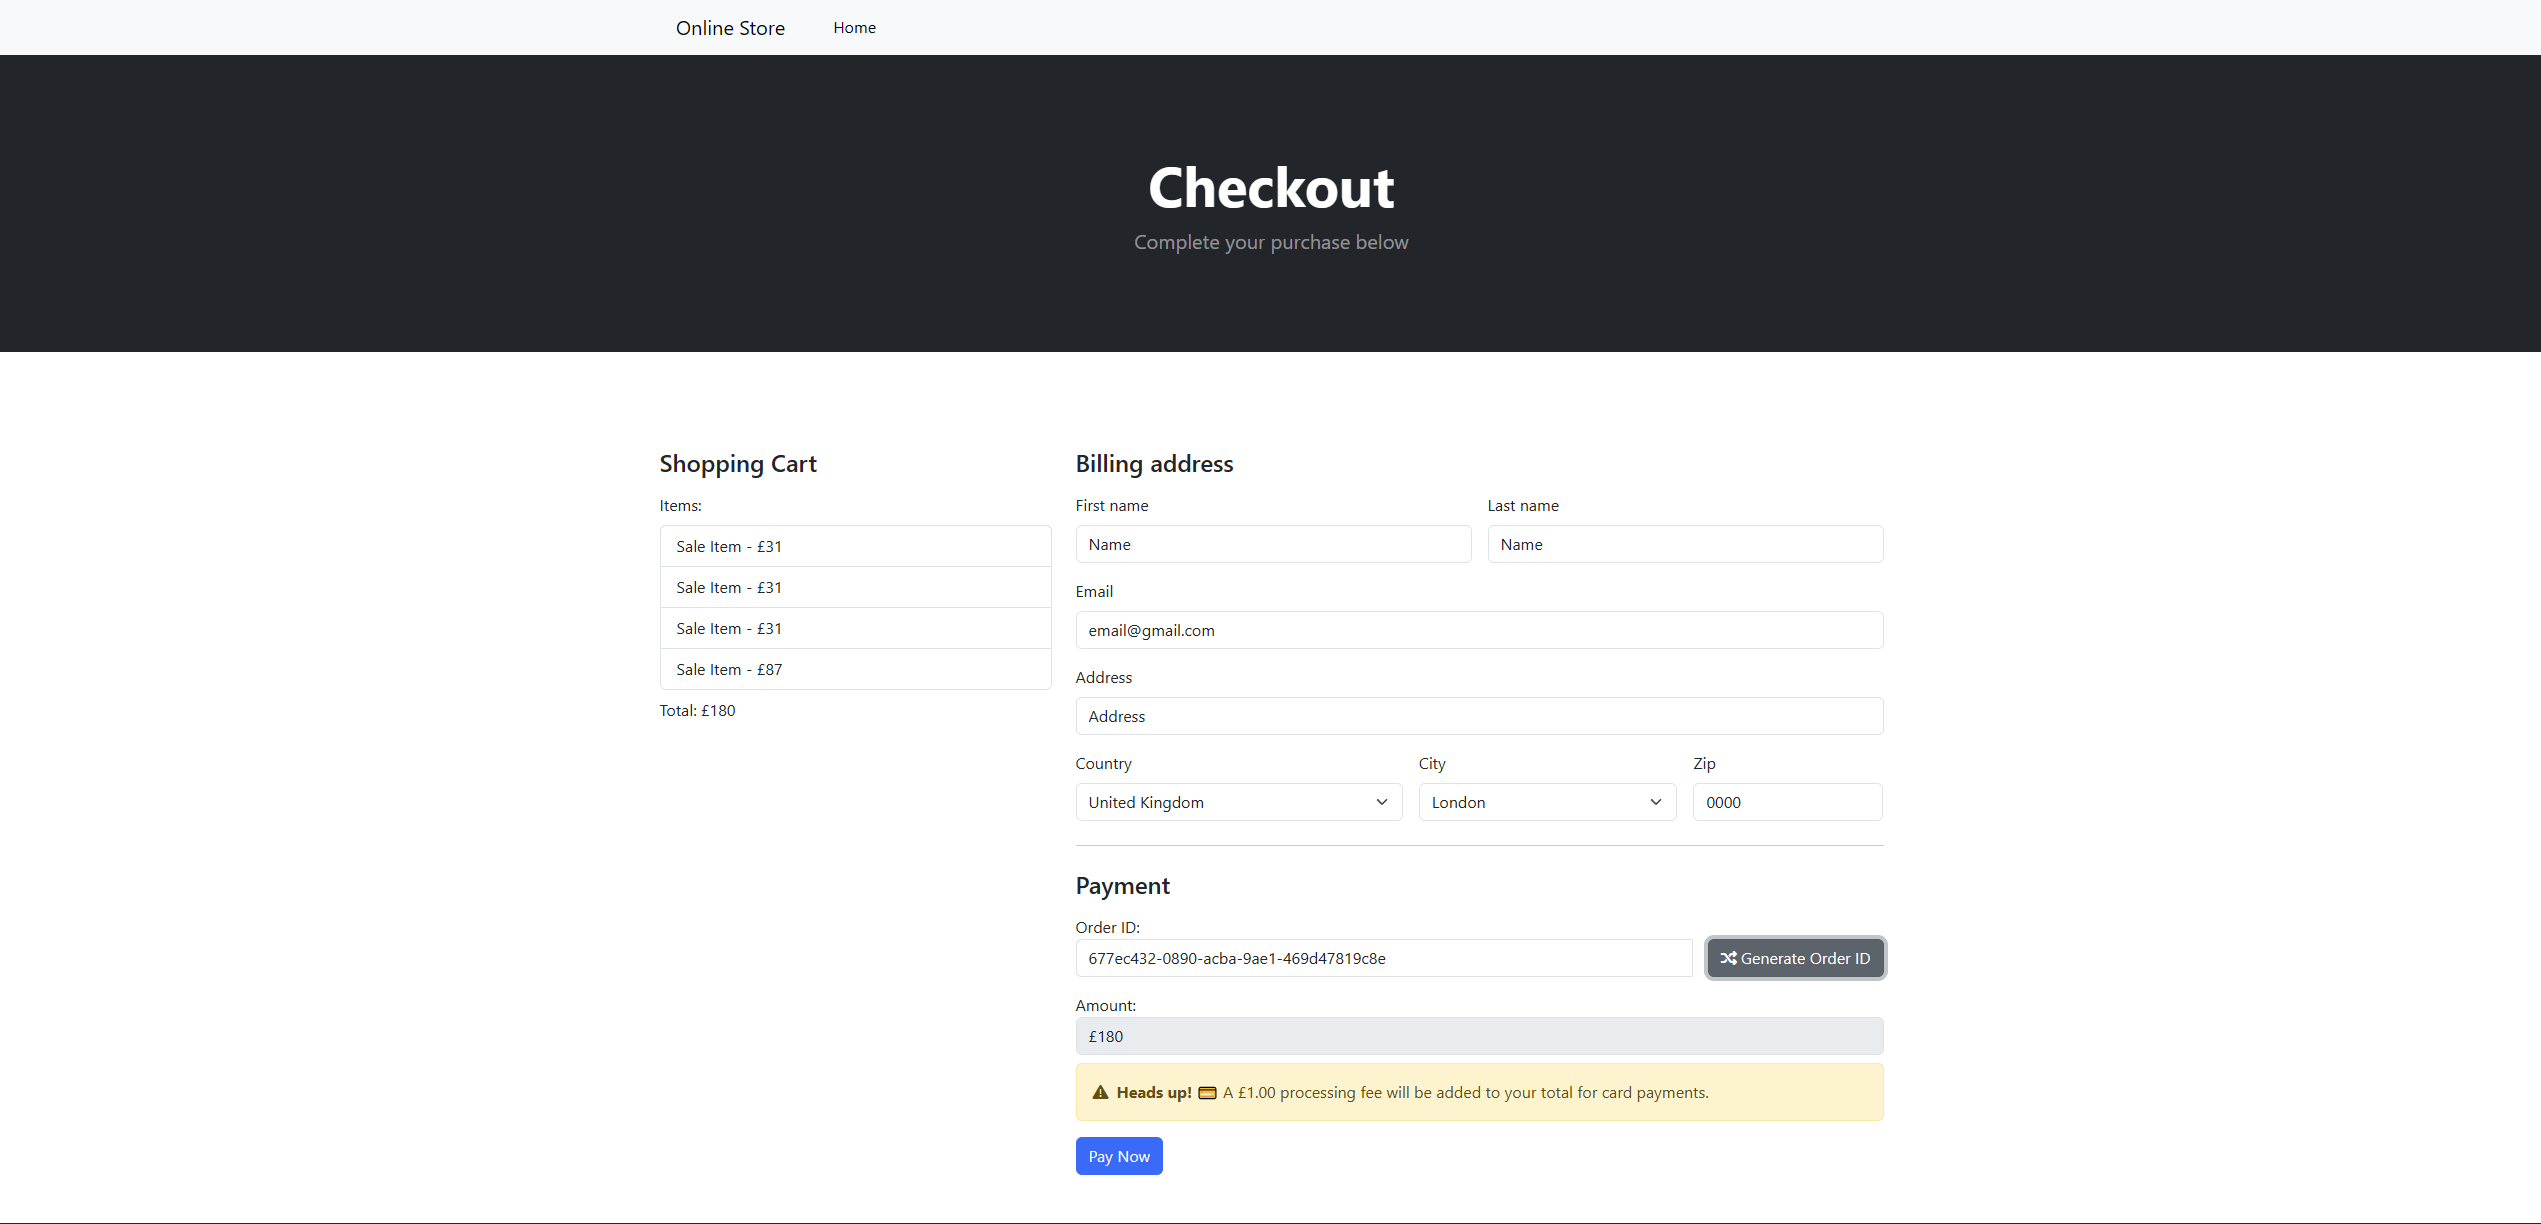 Online Store
Home
Checkout
Complete your purchase below
Shopping Cart
Items:
Sale Item - £31
Sale Item - £31
Sale Item - £31
Sale Item - £87
Total: £180
Billing address
First name
Last name
Name
Name
Email
email@gmail.com
Address
Address
Country
City
Zip
United Kingdom
London
0000
Payment
Order ID:
677ec432-0890-acba-9ae1-469d47819c8e
Generate Order ID
Amount:
£180
Heads up! 💳 A £1.00 processing fee will be added to your total for card payments.
Pay Now